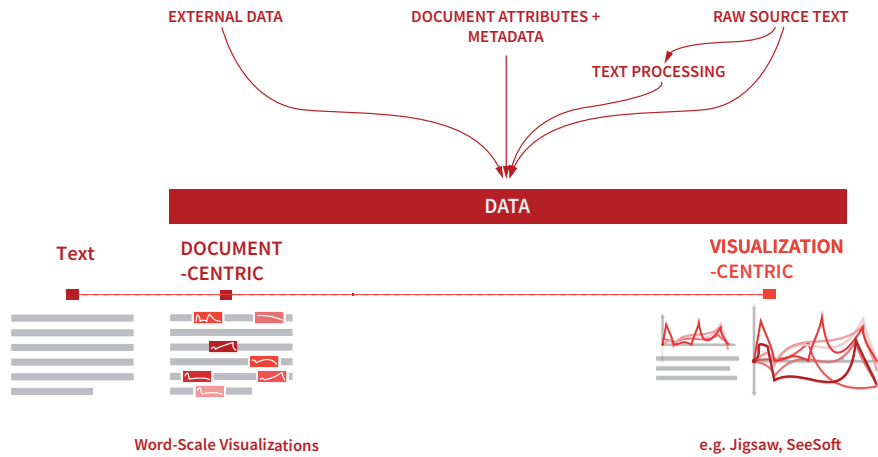 EXTERNAL DATA
DOCUMENT ATTRIBUTES +
METADATA
RAW SOURCE TEXT
TEXT PROCESSING
DATA
Text
DOCUMENT
-CENTRIC
VISUALIZATION
-CENTRIC
Word-Scale Visualizations
e.g. Jigsaw, SeeSoft